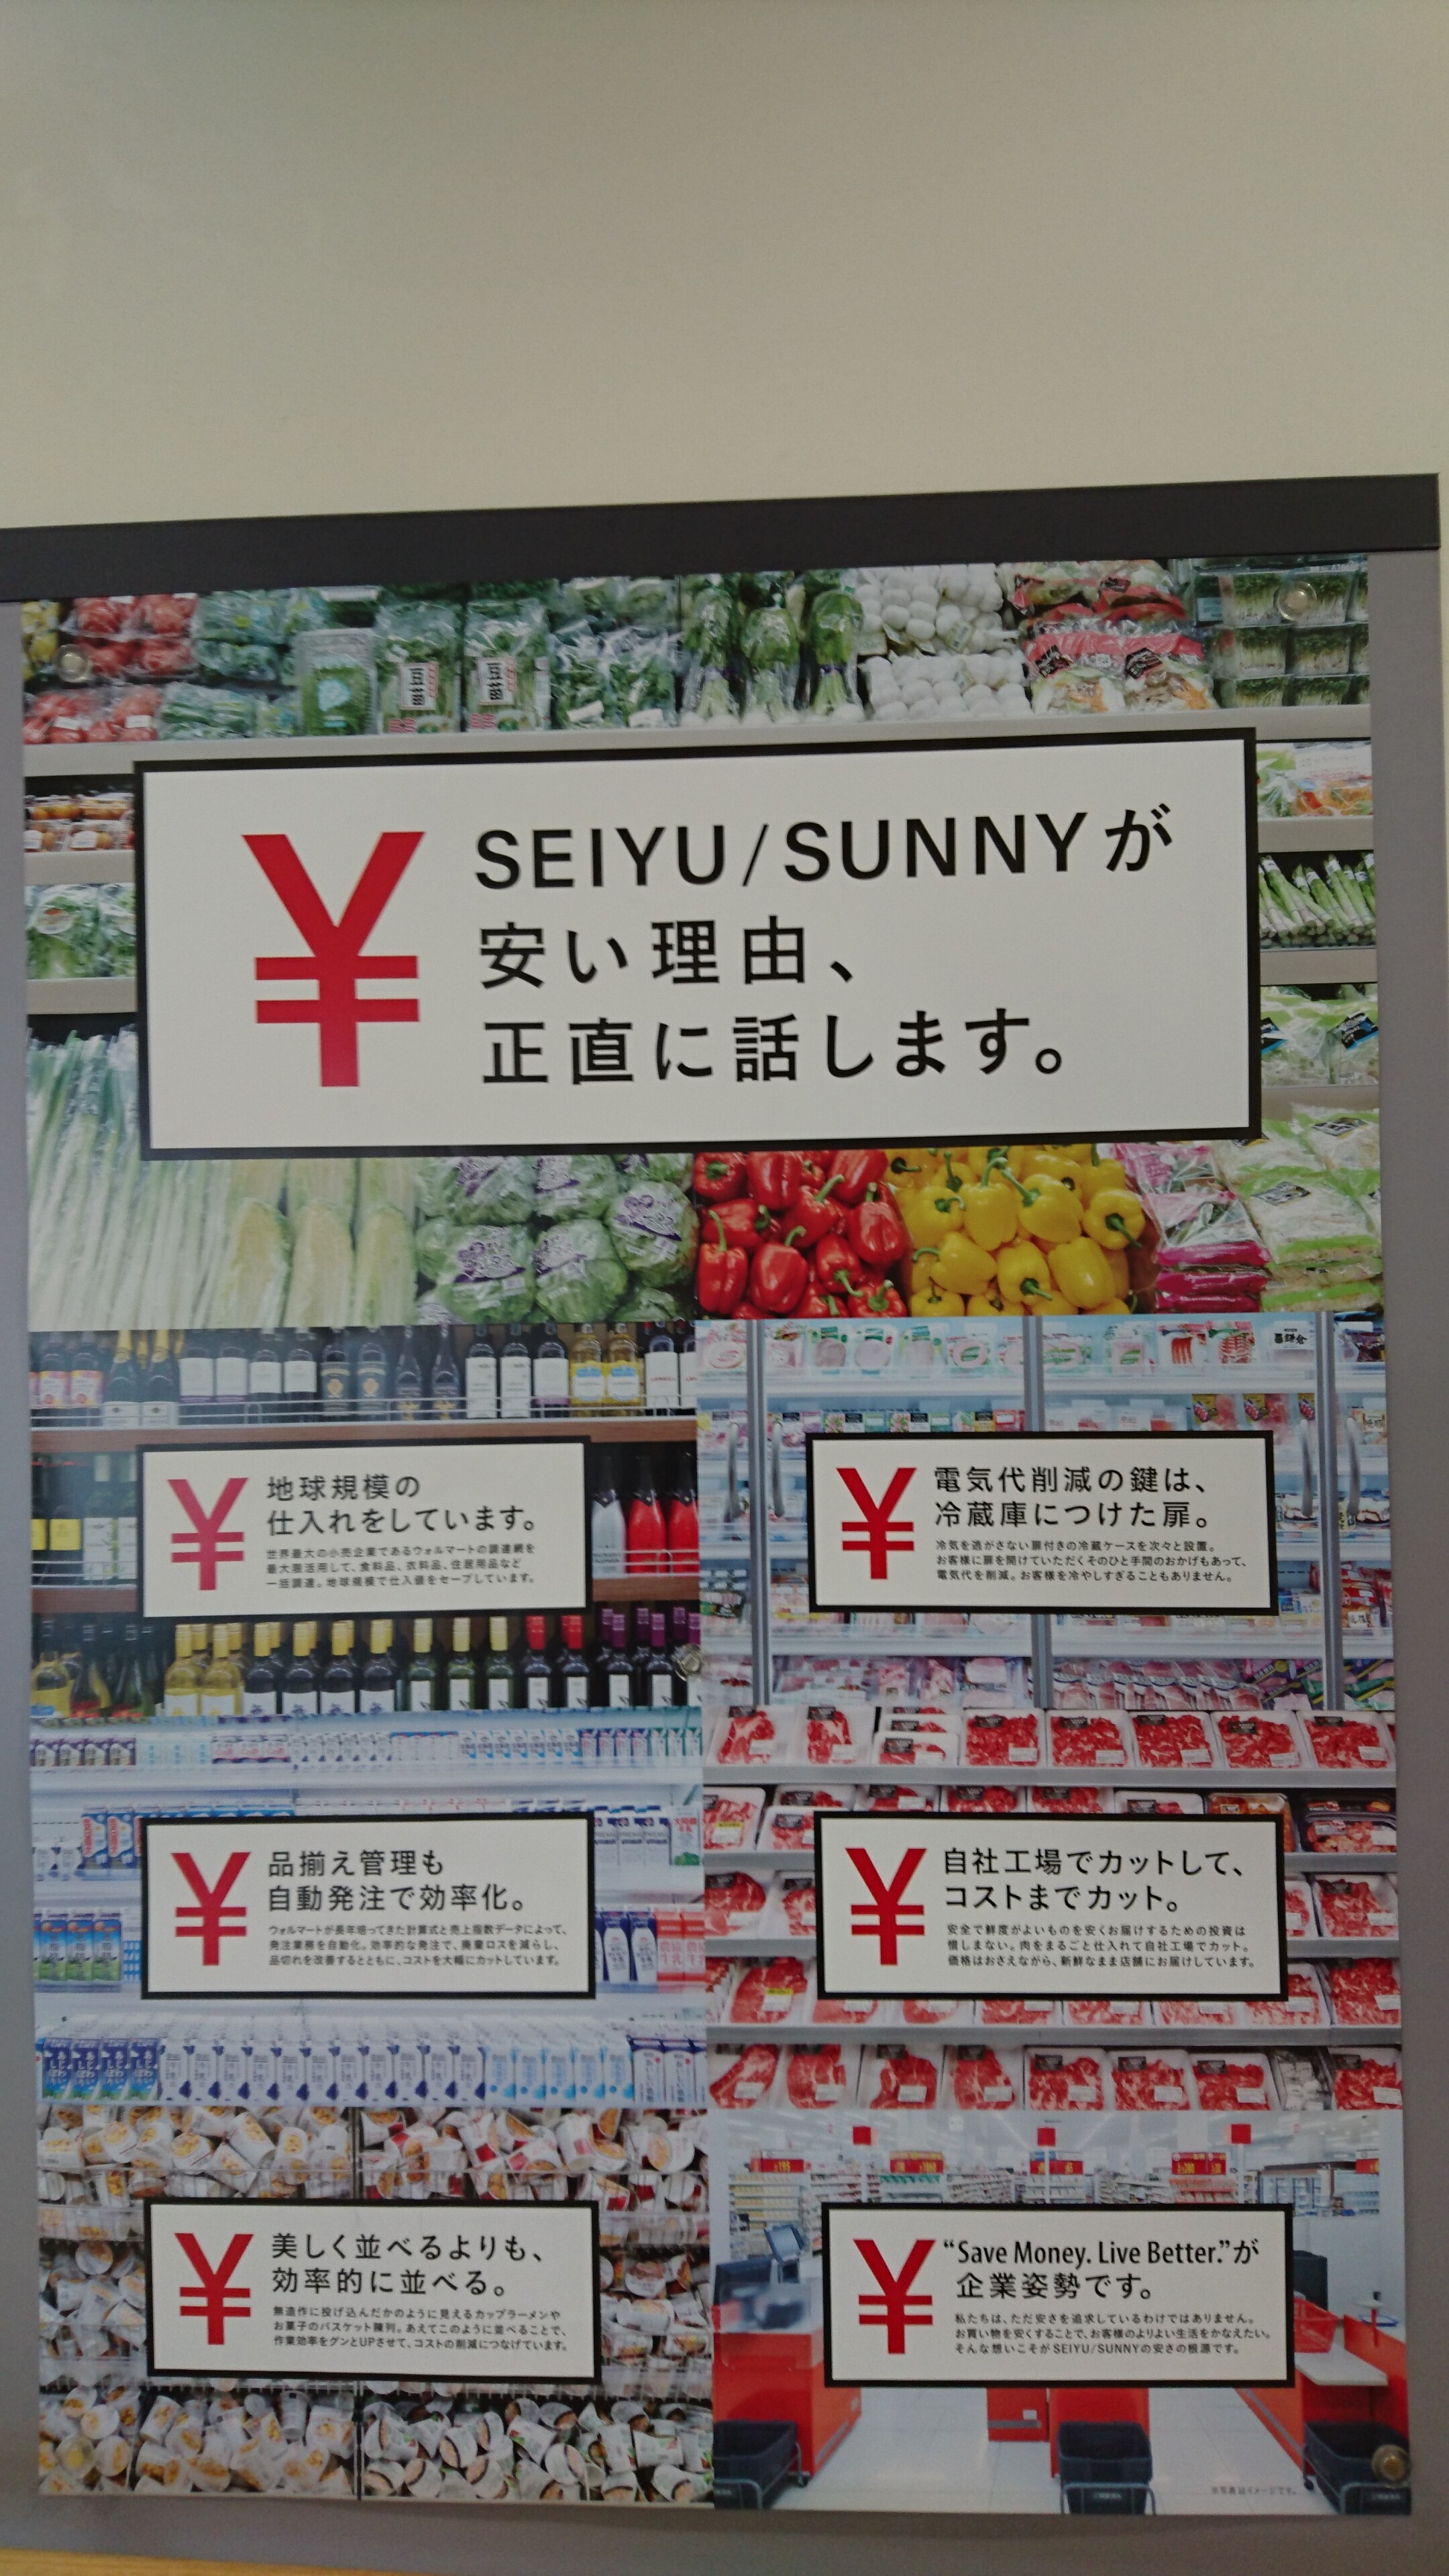 ¥
SEIYU/SUNNYが
安い理由、
正直に話します。
¥
地球規模の
仕入れをしています。
世界最大の小売企業であるウォルマートの調達網を
最大限活用して、食料品、衣料品、住居用品など
一括調達。地球規模で仕入値をセーブしています。
¥
電気代削減の鍵は、
冷蔵庫につけた扉。
冷気を逃がさない扉付きの冷蔵ケースを次々と設置。
お客様に扉を開けていただくそのひと手間のおかげもあって、
電気代を削減。お客様を冷やしすぎることもありません。
¥
品揃え管理も
自動発注で効率化。
ウォルマートが長年培ってきた計算式と売上指数データによって、
発注業務を自動化。効率的な発注で、廃棄ロスを減らし、
品切れを改善するとともに、コストを大幅にカットしています。
¥
自社工場でカットして、
コストまでカット。
安全で鮮度がよいものを安くお届けするための投資は
惜しまない。肉をまるごと仕入れて自社工場でカット。
価格はおさえながら、新鮮なまま店舗にお届けしています。
¥
美しく並べるよりも、
効率的に並べる。
無造作に投げ込んだかのように見えるカップラーメンや
お菓子のバスケット陳列。あえてこのように並べることで、
作業効率をグンとUPさせて、コストの削減につなげています。
¥
“Save Money. Live Better.”が
企業姿勢です。
私たちは、ただ安さを追求しているわけではありません。
お買い物を安くすることで、お客様のよりよい生活をかなえたい。
そんな想いこそがSEIYU/SUNNYの安さの根源です。
※写真はイメージです。
豆苗
豆苗